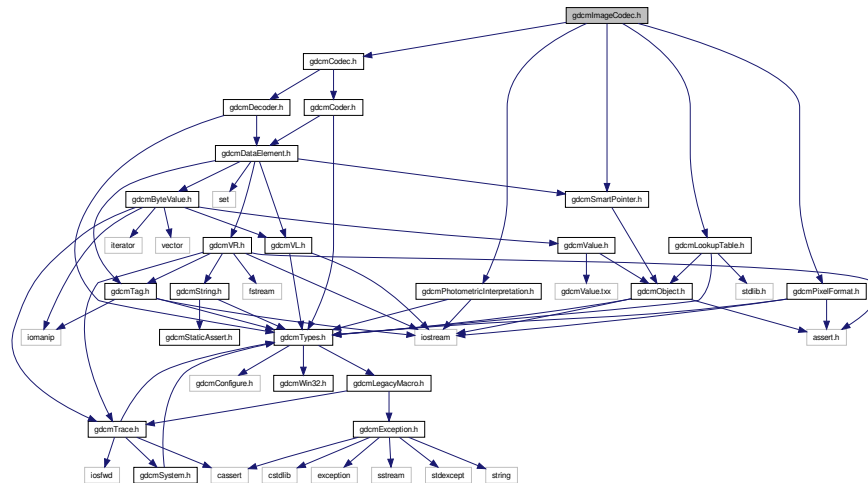 gdcmImageCodec.h
gdcmCodec.h
gdcmDecoder.h
gdcmCoder.h
gdcmDataElement.h
gdcmByteValue.h
set
gdcmSmartPointer.h
iterator
vector
gdcmVR.h
gdcmVL.h
gdcmValue.h
gdcmLookupTable.h
gdcmTag.h
gdcmString.h
fstream
gdcmPhotometricInterpretation.h
gdcmValue.txx
gdcmObject.h
stdlib.h
gdcmPixelFormat.h
iomanip
gdcmStaticAssert.h
gdcmTypes.h
iostream
assert.h
gdcmConfigure.h
gdcmWin32.h
gdcmLegacyMacro.h
gdcmTrace.h
gdcmException.h
iosfwd
gdcmSystem.h
cassert
cstdlib
exception
sstream
stdexcept
string